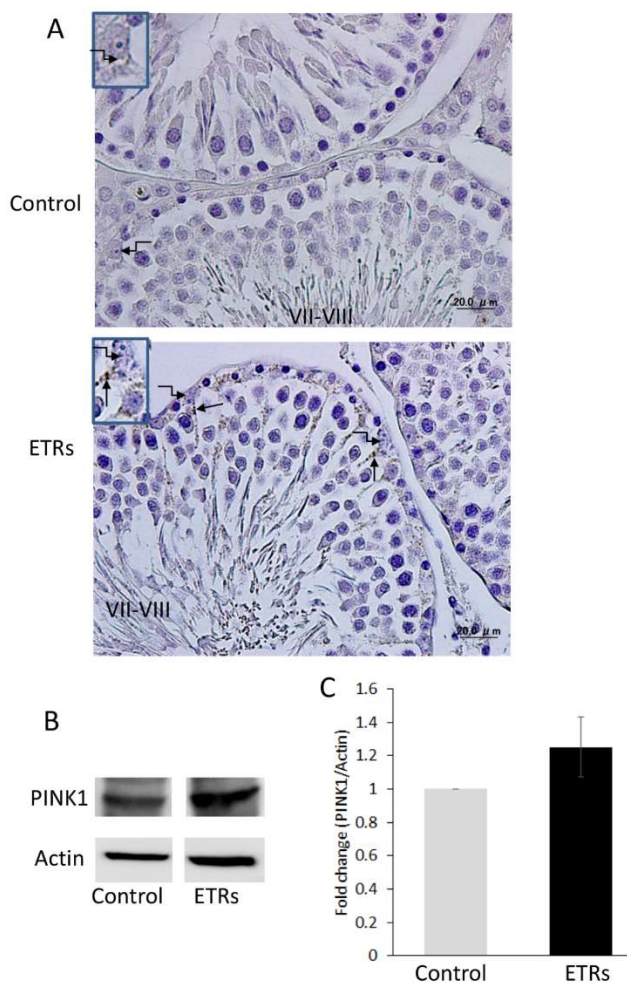 A
Control
VII-VIII
20.0 μm
ETRs
VII-VIII
20.0 μm
B
PINK1
Actin
Control ETRs
C
Fold change (PINK1/Actin)
1.6
1.4
1.2
1
0.8
0.6
0.4
0.2
0
Control ETRs